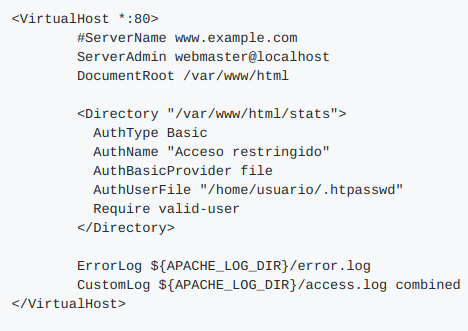 <VirtualHost *:80>
        #ServerName www.example.com
        ServerAdmin webmaster@localhost
        DocumentRoot /var/www/html

        <Directory "/var/www/html/stats">
          AuthType Basic
          AuthName "Acceso restringido"
          AuthBasicProvider file
          AuthUserFile "/home/usuario/.htpasswd"
          Require valid-user
        </Directory>

        ErrorLog ${APACHE_LOG_DIR}/error.log
        CustomLog ${APACHE_LOG_DIR}/access.log combined
</VirtualHost>